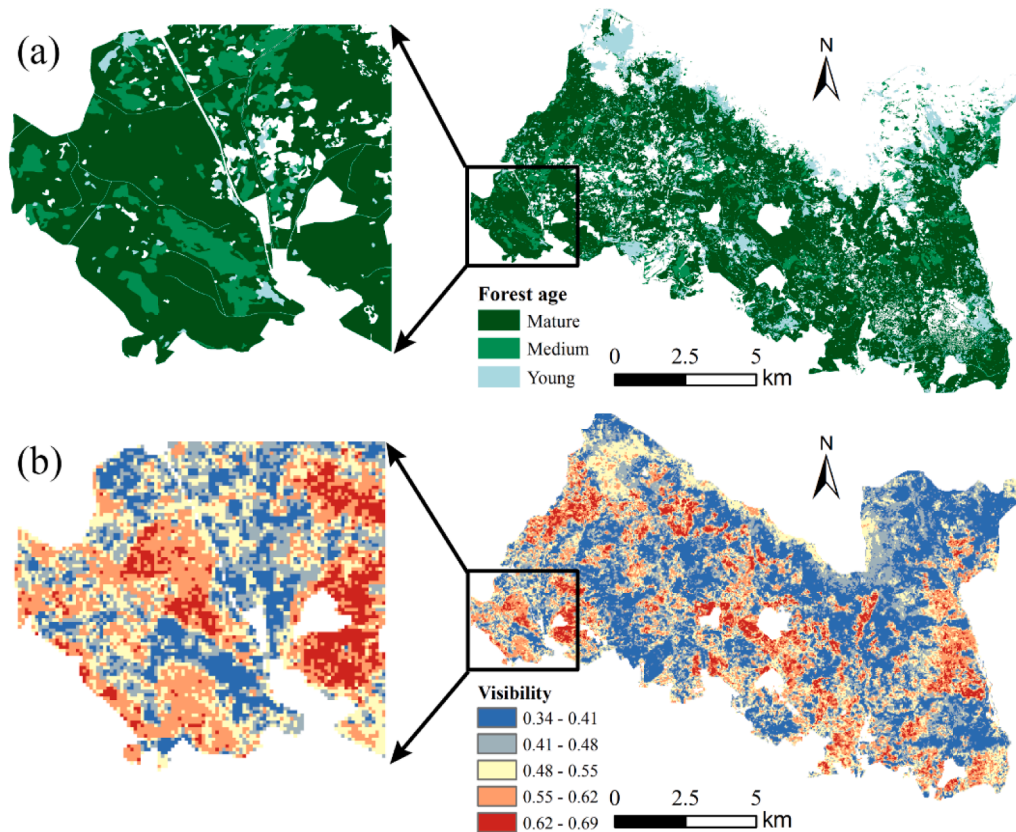 (a)
N
Forest age
Mature
Medium
Young
0 2.5 5
km
(b)
N
Visibility
0.34 - 0.41
0.41 - 0.48
0.48 - 0.55
0.55 - 0.62
0.62 - 0.69
0 2.5 5
km